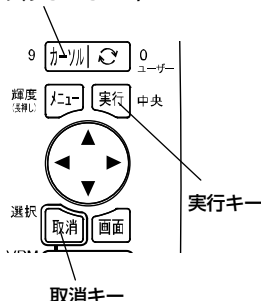 9 カーソル 0
ユーザー
輝度 メニュー 実行 中央
(長押し)
実行キー
選択 取消 画面
取消キー